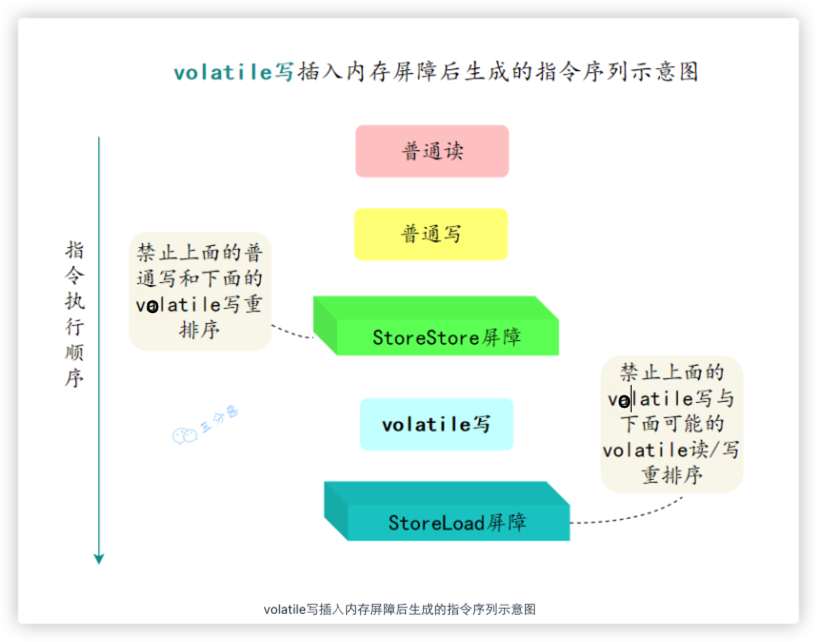 volatile写插入内存屏障后生成的指令序列示意图
普通读
普通写
指令执行顺序
禁止上面的普
通写和下面的
volatile写重
排序
StoreStore屏障
禁止上面的
volatile写与
下面可能的
volatile读/写
重排序
三分恶
volatile写
StoreLoad屏障
volatile写插入内存屏障后生成的指令序列示意图